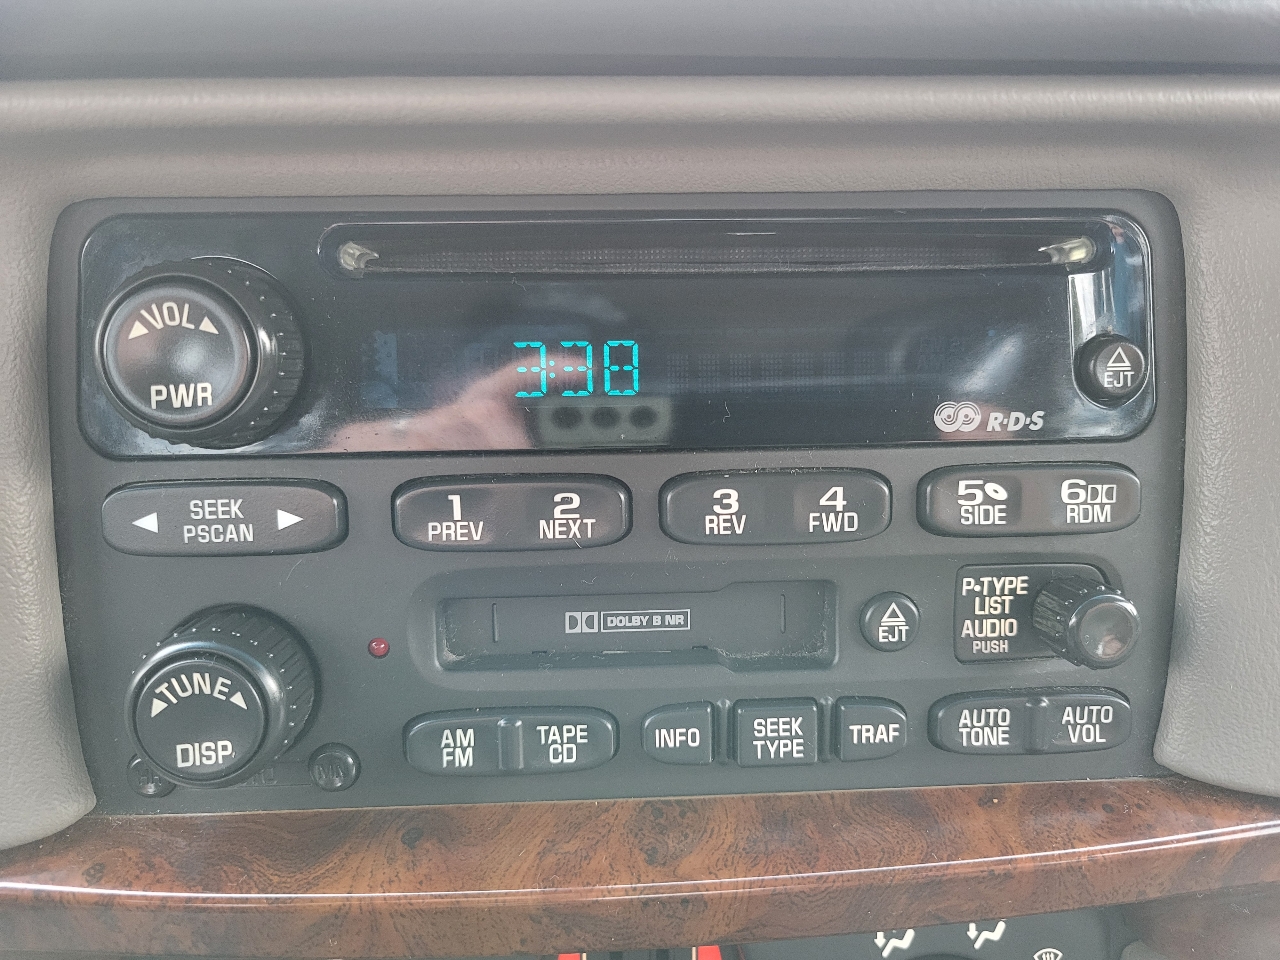 VOL
PWR
3:38
EJT
R·D·S
SEEK
PSCAN
1
PREV
2
NEXT
3
REV
4
FWD
5
SIDE
6
RDM
DOLBY B NR
EJT
P•TYPE
LIST
AUDIO
PUSH
TUNE
DISP
HR
MN
AM
FM
TAPE
CD
INFO
SEEK
TYPE
TRAF
AUTO
TONE
AUTO
VOL